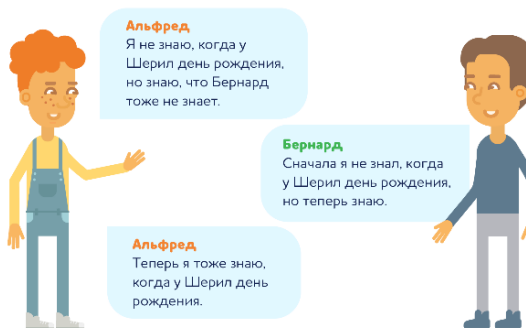 Альфред
Я не знаю, когда у
Шерил день рождения,
но знаю, что Бернард
тоже не знает.
Бернард
Сначала я не знал, когда
у Шерил день рождения,
но теперь знаю.
Альфред
Теперь я тоже знаю,
когда у Шерил день
рождения.